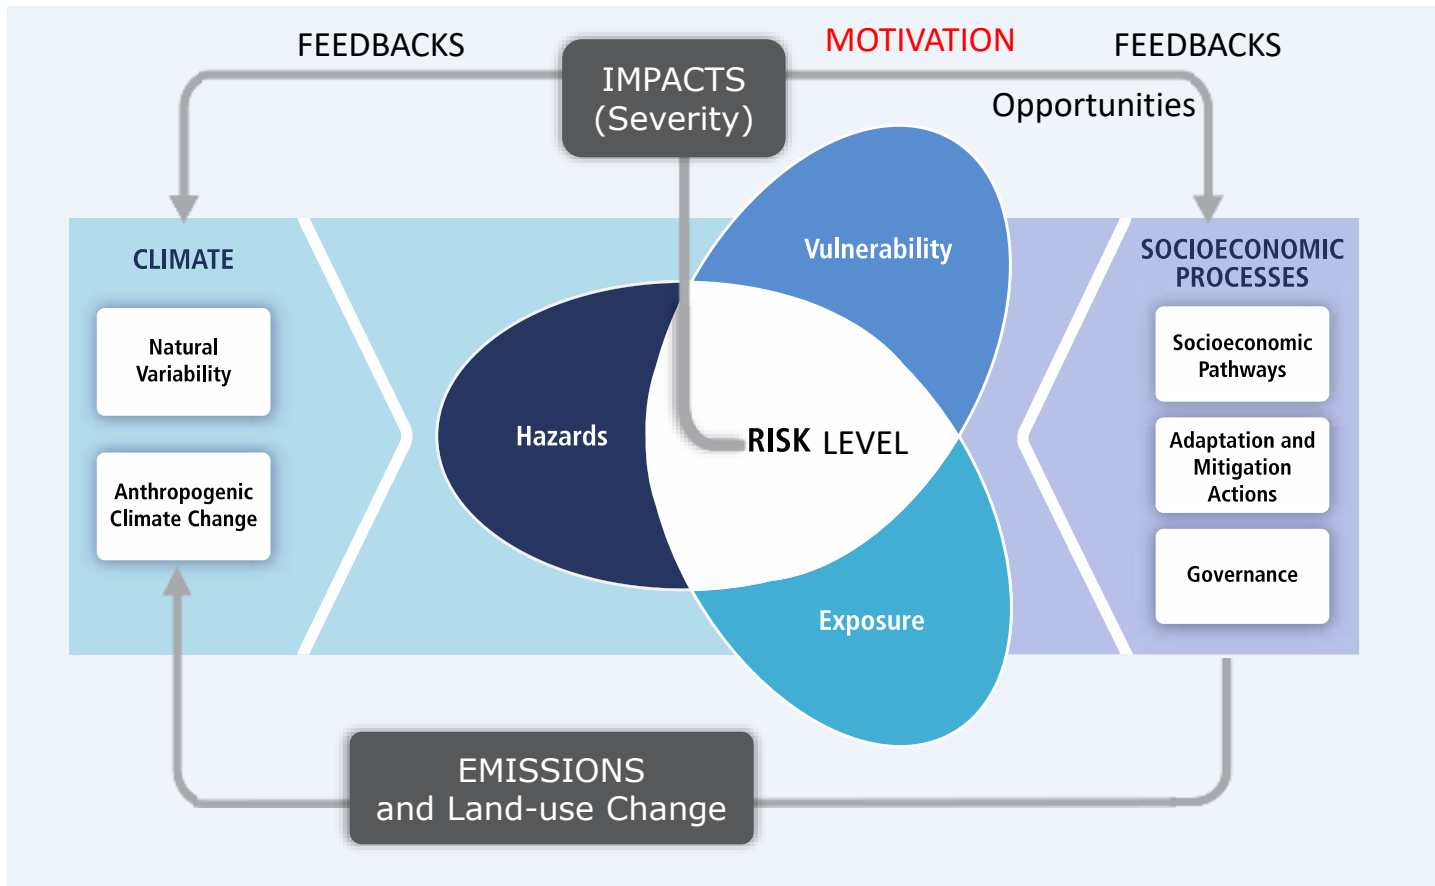 FEEDBACKS
IMPACTS
(Severity)
MOTIVATION
FEEDBACKS
Opportunities
CLIMATE
Natural
Variability
Anthropogenic
Climate Change
Hazards
Vulnerability
RISK LEVEL
Exposure
SOCIOECONOMIC
PROCESSES
Socioeconomic
Pathways
Adaptation and
Mitigation
Actions
Governance
EMISSIONS
and Land-use Change